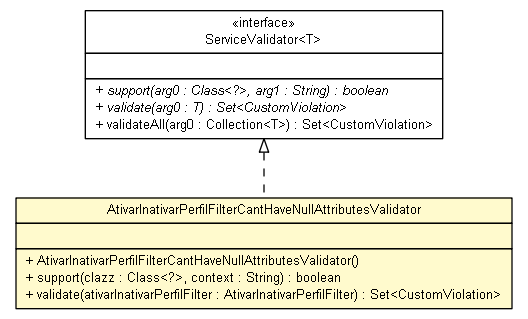 «interface»
ServiceValidator<T>
+ support(arg0 : Class<?>, arg1 : String) : boolean
+ validate(arg0 : T) : Set<CustomViolation>
+ validateAll(arg0 : Collection<T>) : Set<CustomViolation>
AtivarInativarPerfilFilterCantHaveNullAttributesValidator
+ AtivarInativarPerfilFilterCantHaveNullAttributesValidator()
+ support(clazz : Class<?>, context : String) : boolean
+ validate(ativarInativarPerfilFilter : AtivarInativarPerfilFilter) : Set<CustomViolation>